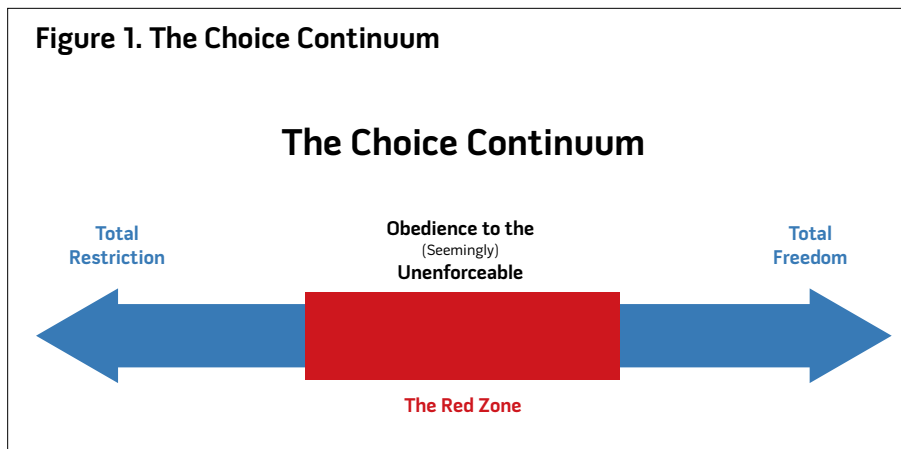 Figure 1. The Choice Continuum
The Choice Continuum
Total
Restriction
Obedience to the
(Seemingly)
Unenforceable
Total
Freedom
The Red Zone